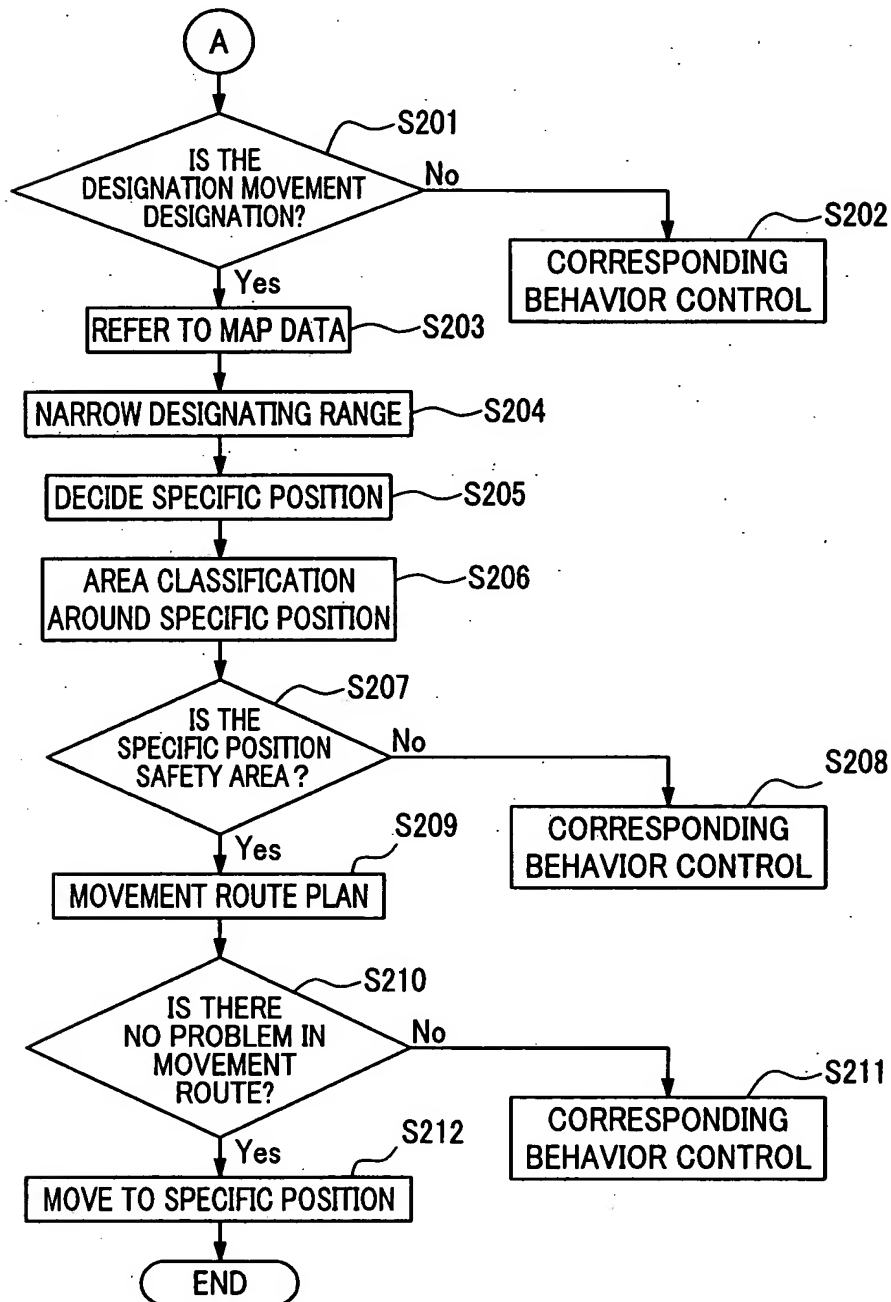 A
S201
IS THE
DESIGNATION MOVEMENT
DESIGNATION?
No
S202
CORRESPONDING
BEHAVIOR CONTROL
Yes
REFER TO MAP DATA
S203
NARROW DESIGNATING RANGE
S204
DECIDE SPECIFIC POSITION
S205
AREA CLASSIFICATION
AROUND SPECIFIC POSITION
S206
S207
IS THE
SPECIFIC POSITION
SAFETY AREA?
No
S208
CORRESPONDING
BEHAVIOR CONTROL
Yes
S209
MOVEMENT ROUTE PLAN
S210
IS THERE
NO PROBLEM IN
MOVEMENT
ROUTE?
No
S211
CORRESPONDING
BEHAVIOR CONTROL
Yes
S212
MOVE TO SPECIFIC POSITION
END